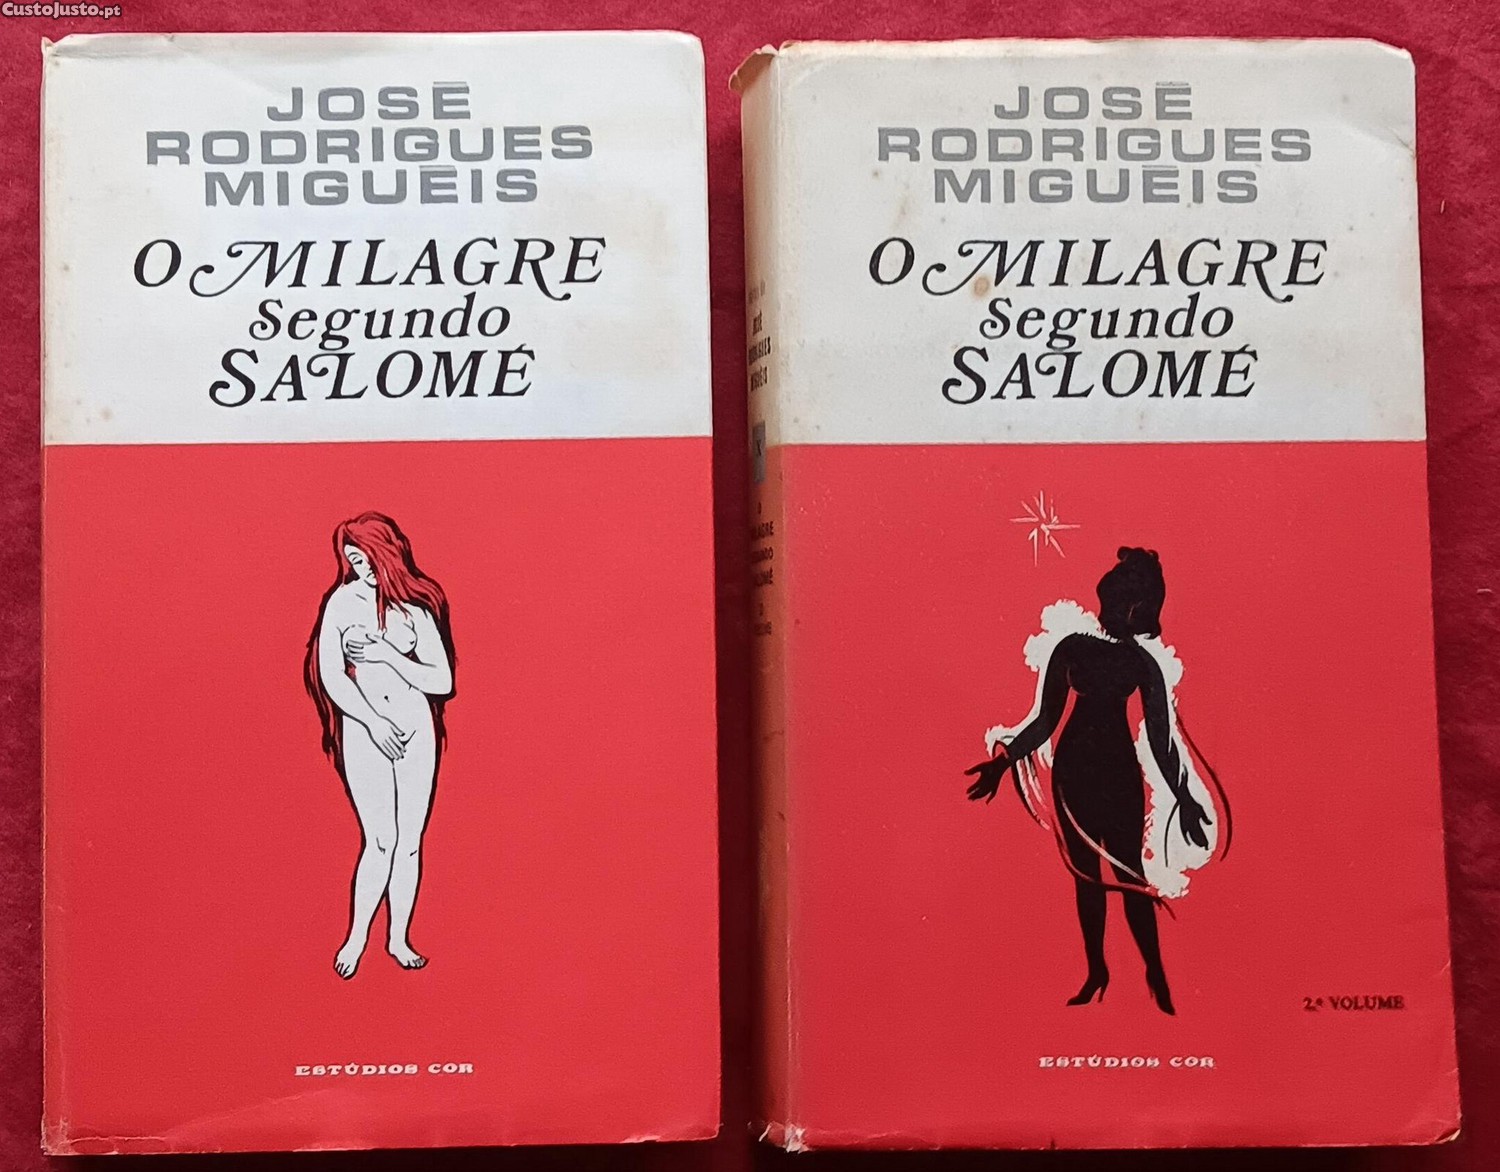 CustoJusto.pt
JOSÉ
RODRIGUES
MIGUÉIS
O MILAGRE
segundo
SALOMÉ
ESTÚDIOS COR
JOSÉ
RODRIGUES
MIGUÉIS
O MILAGRE
segundo
SALOMÉ
2.º VOLUME
ESTÚDIOS COR